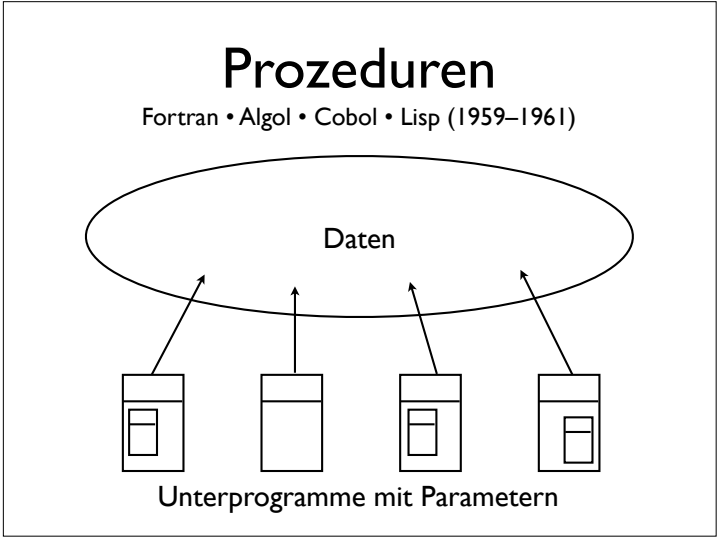 Prozeduren
Fortran • Algol • Cobol • Lisp (1959–1961)
Daten
Unterprogramme mit Parametern